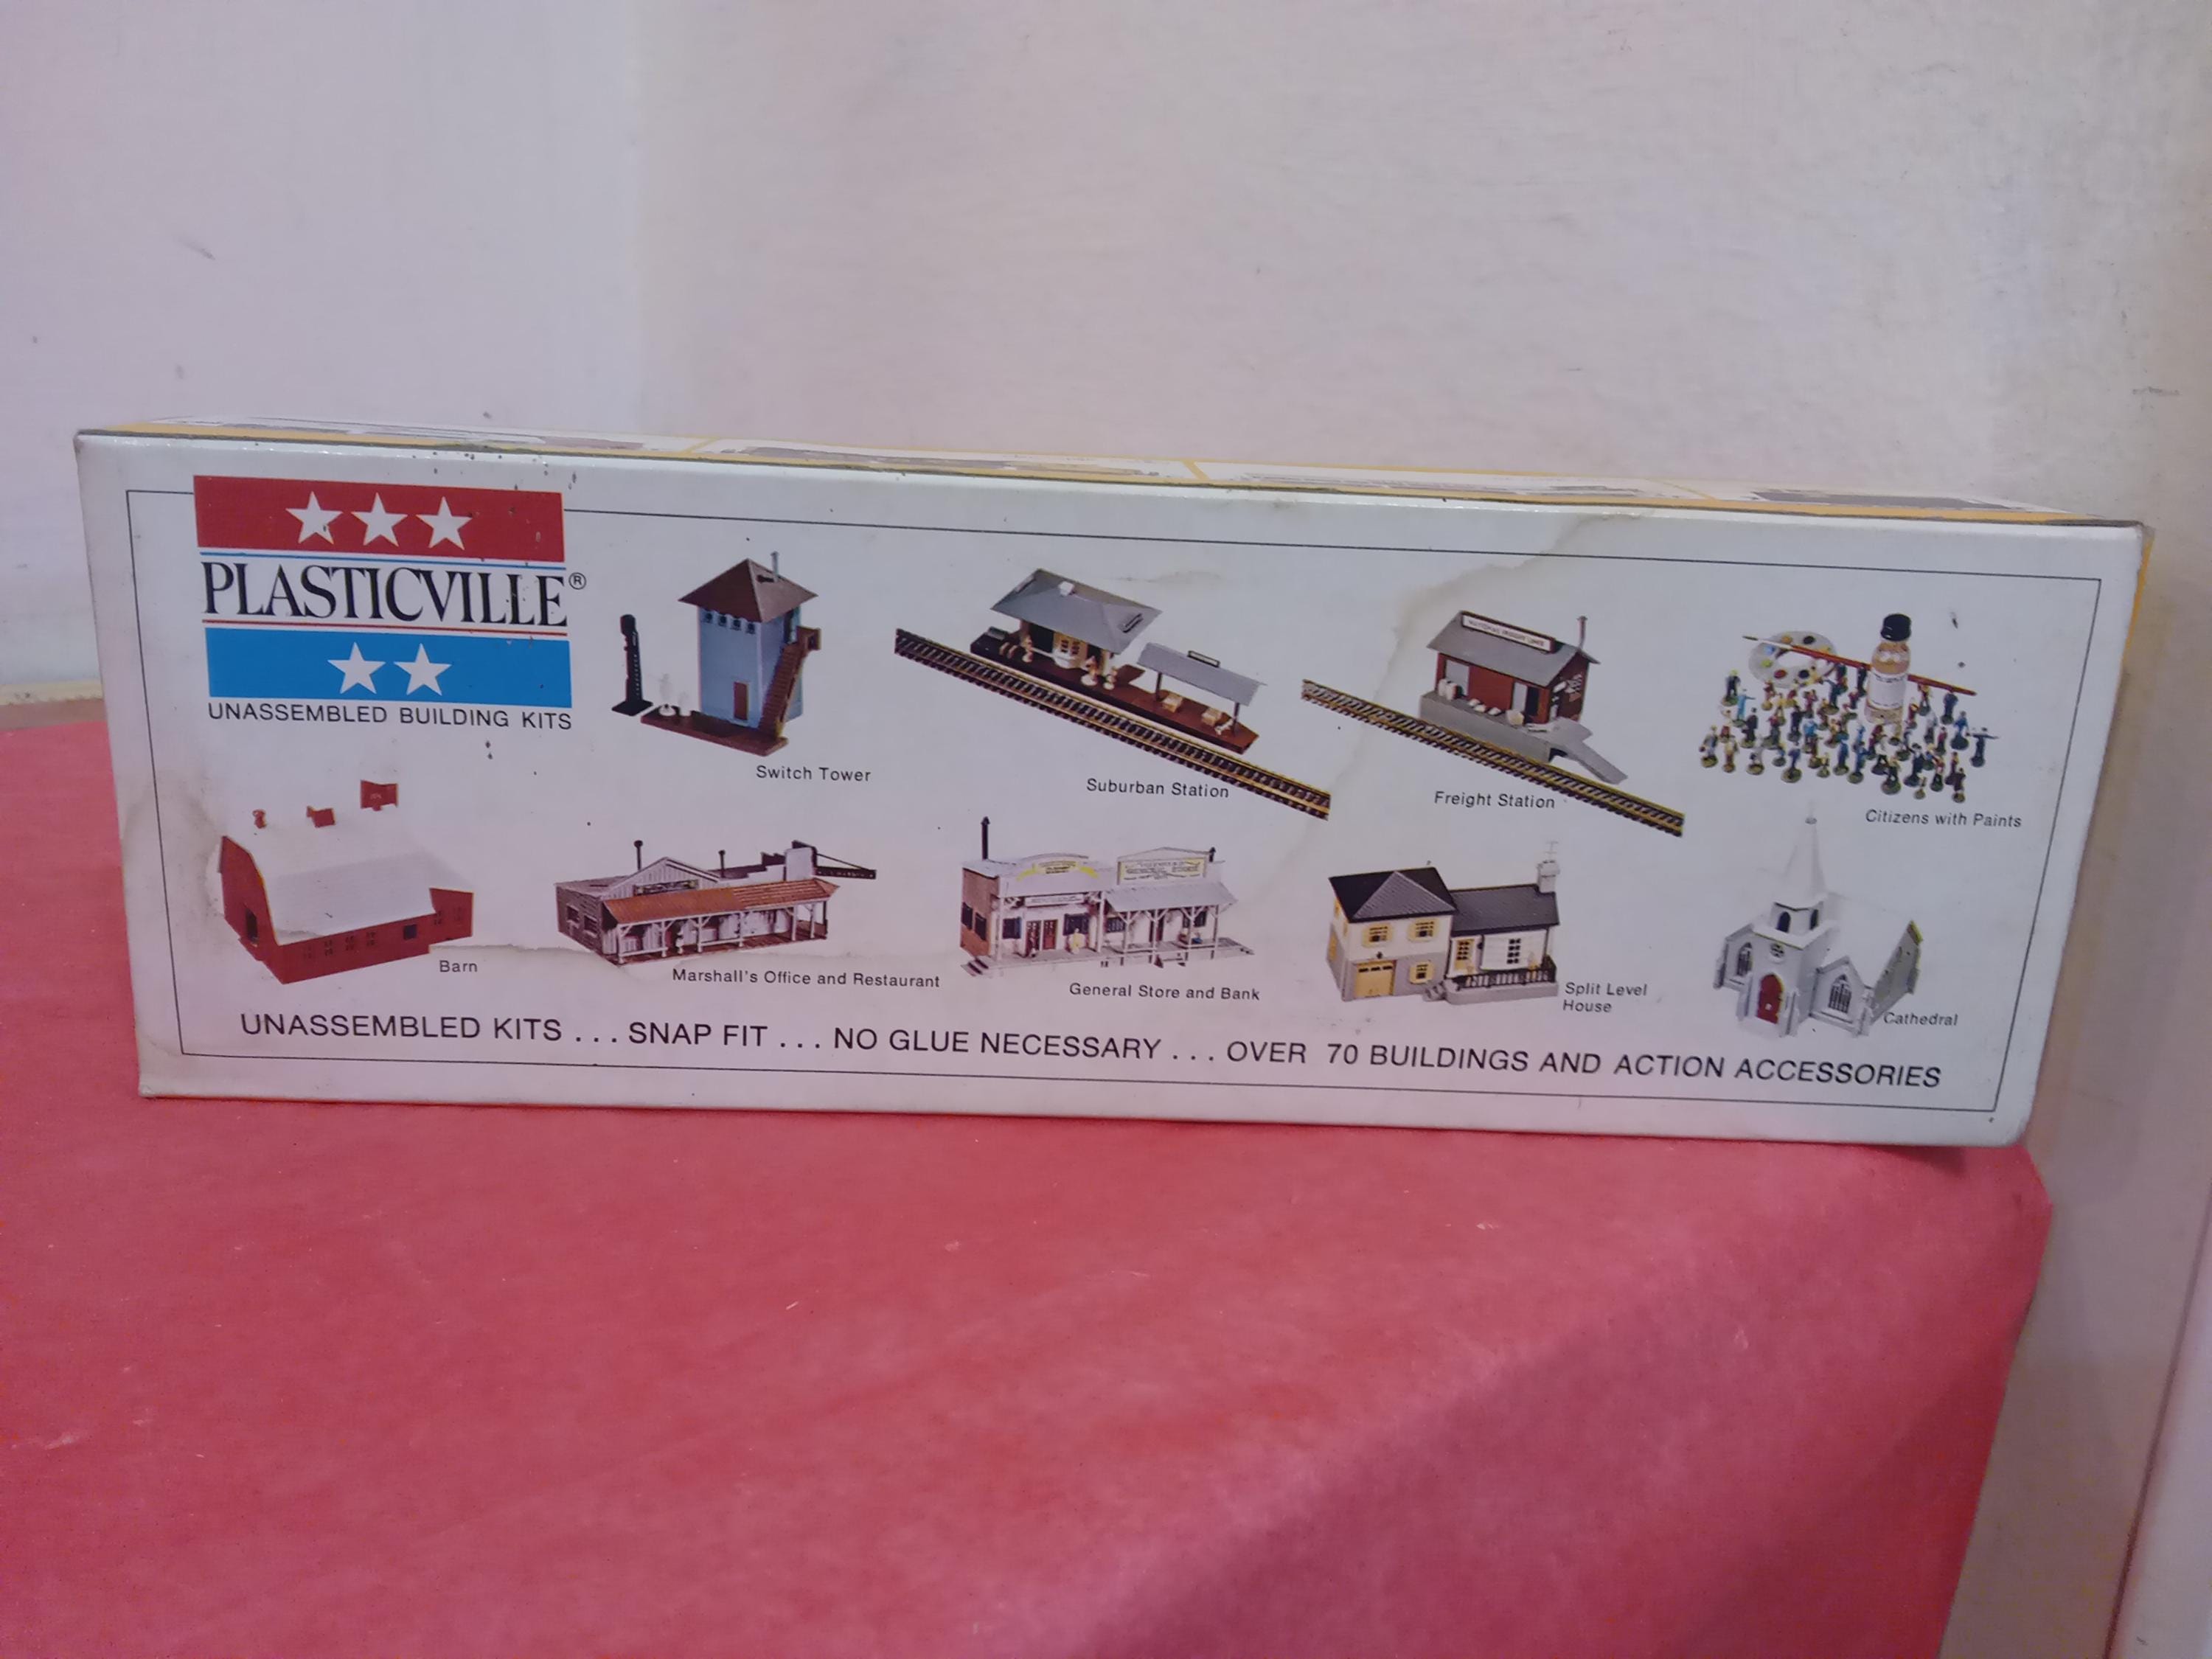 PLASTICVILLE®
UNASSEMBLED BUILDING KITS
Switch Tower
Suburban Station
Freight Station
Citizens with Paints
Barn
Marshall's Office and Restaurant
General Store and Bank
Split Level
House
Cathedral
UNASSEMBLED KITS . . . SNAP FIT . . . NO GLUE NECESSARY . . . OVER 70 BUILDINGS AND ACTION ACCESSORIES